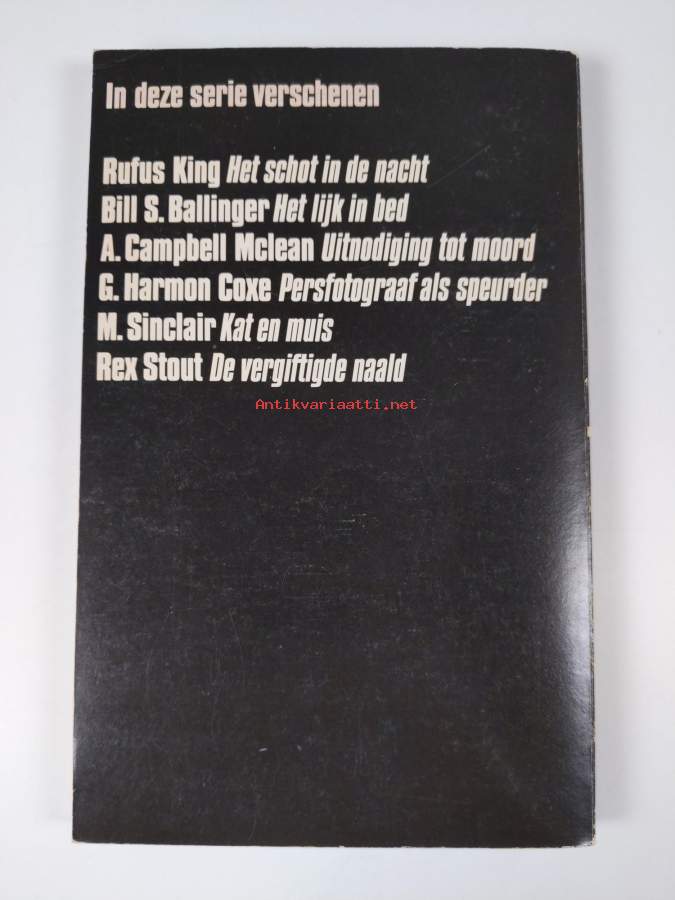 In deze serie verschenen
Rufus King Het schot in de nacht
Bill S. Ballinger Het lijk in bed
A. Campbell Mclean Uitnodiging tot moord
G. Harmon Coxe Persfotograaf als speurder
M. Sinclair Kat en muis
Rex Stout De vergiftigde naald
Antikvariaatti.net